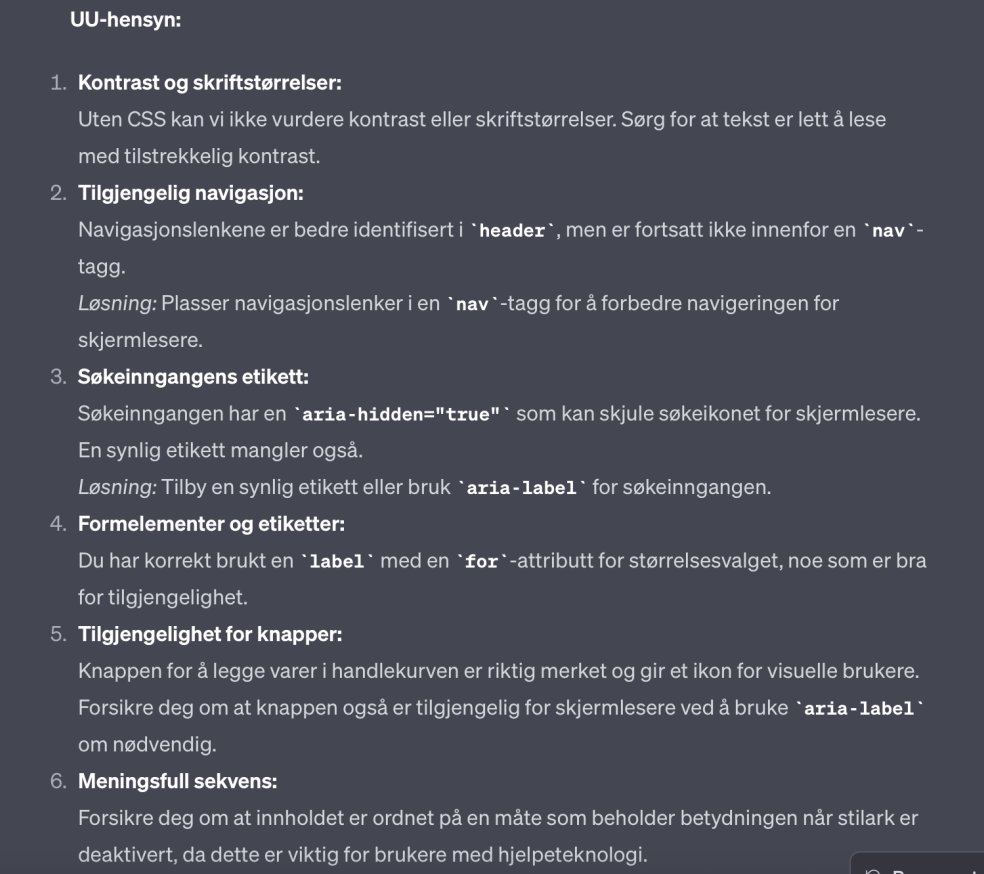 UU-hensyn:
1. Kontrast og skriftstørrelser:
Uten CSS kan vi ikke vurdere kontrast eller skriftstørrelser. Sørg for at tekst er lett å lese
med tilstrekkelig kontrast.
2. Tilgjengelig navigasjon:
Navigasjonslenkene er bedre identifisert i `header`, men er fortsatt ikke innenfor en `nav`-
tagg.
Løsning: Plasser navigasjonslenker i en `nav`-tagg for å forbedre navigeringen for
skjermlesere.
3. Søkeinngangens etikett:
Søkeinngangen har en `aria-hidden="true"` som kan skjule søkeikonet for skjermlesere.
En synlig etikett mangler også.
Løsning: Tilby en synlig etikett eller bruk `aria-label` for søkeinngangen.
4. Formelementer og etiketter:
Du har korrekt brukt en `label` med en `for`-attributt for størrelsesvalget, noe som er bra
for tilgjengelighet.
5. Tilgjengelighet for knapper:
Knappen for å legge varer i handlekurven er riktig merket og gir et ikon for visuelle brukere.
Forsikre deg om at knappen også er tilgjengelig for skjermlesere ved å bruke `aria-label`
om nødvendig.
6. Meningsfull sekvens:
Forsikre deg om at innholdet er ordnet på en måte som beholder betydningen når stilark er
deaktivert, da dette er viktig for brukere med hjelpeteknologi.